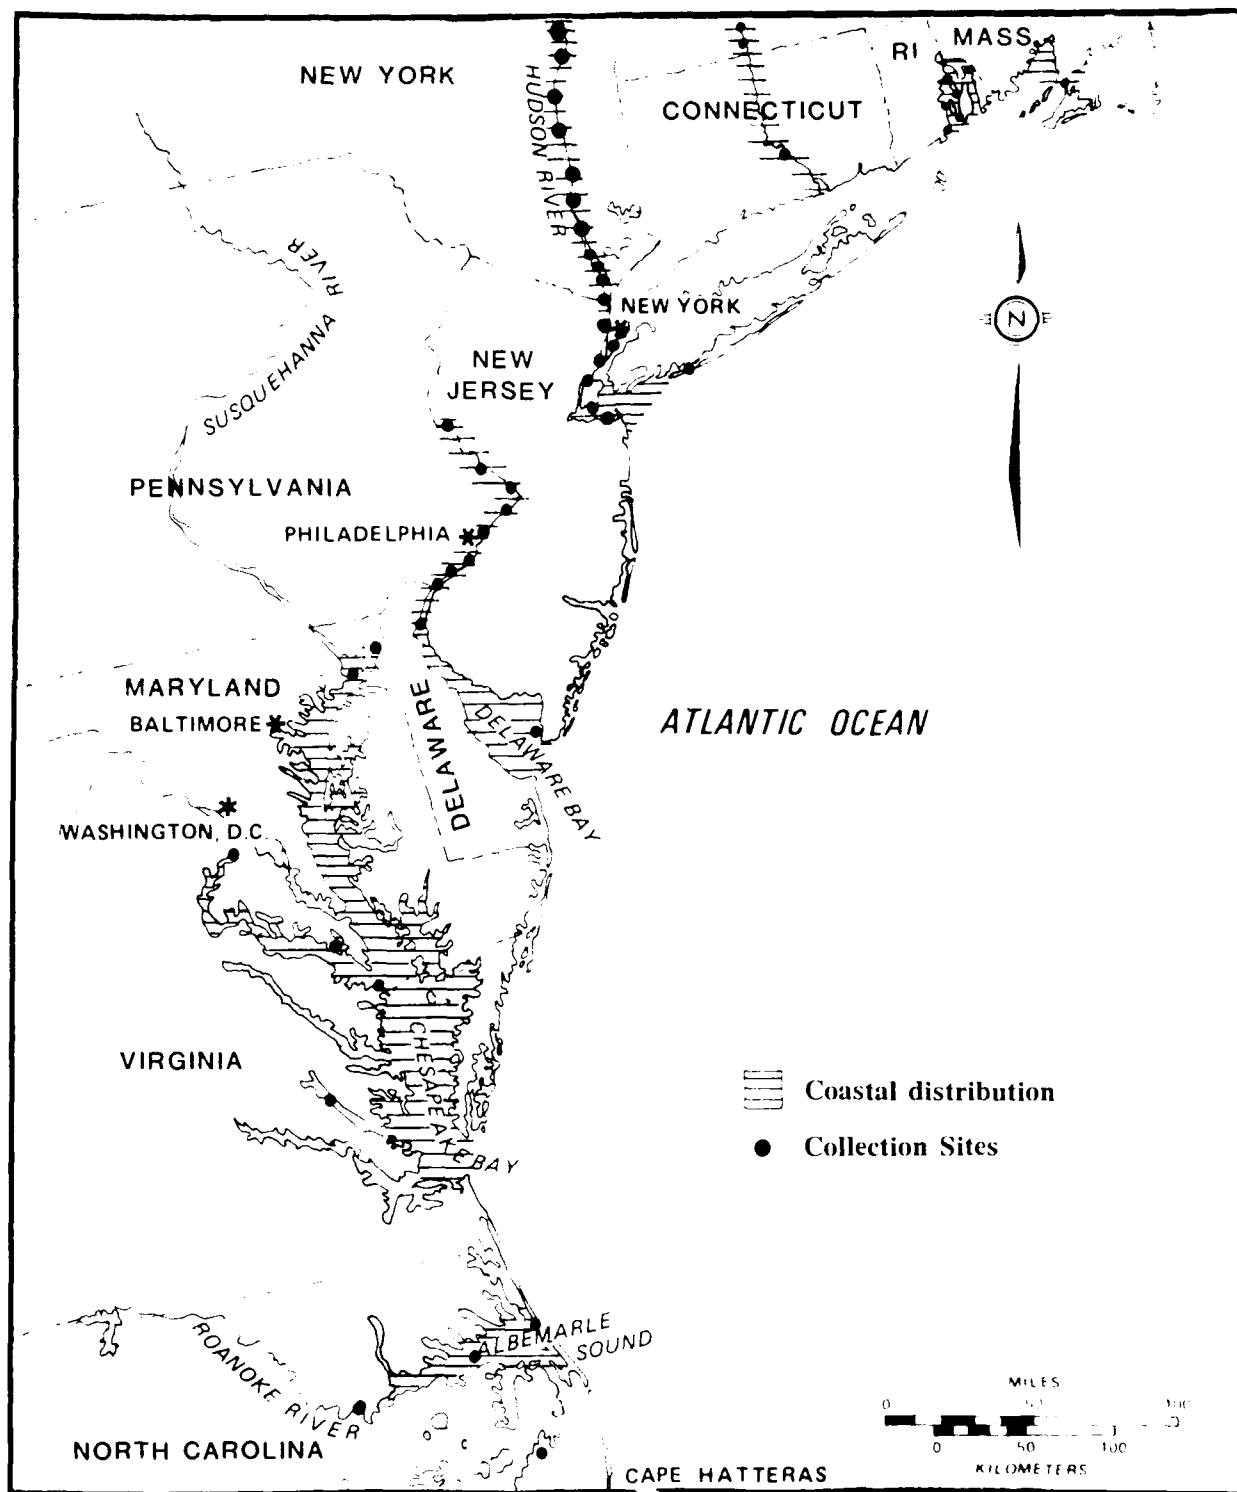 RI
MASS.
NEW YORK
HUDSON RIVER
CONNECTICUT
SUSQUEHANNA RIVER
NEW YORK
N
NEW
JERSEY
PENNSYLVANIA
PHILADELPHIA
MARYLAND
BALTIMORE
DELAWARE
DELAWARE BAY
ATLANTIC OCEAN
WASHINGTON, D.C.
VIRGINIA
CHESAPEAKE BAY
Coastal distribution
Collection Sites
ALBEMARLE
SOUND
ROANOKE RIVER
NORTH CAROLINA
CAPE HATTERAS
MILES
0 50 100
0 50 100
KILOMETERS